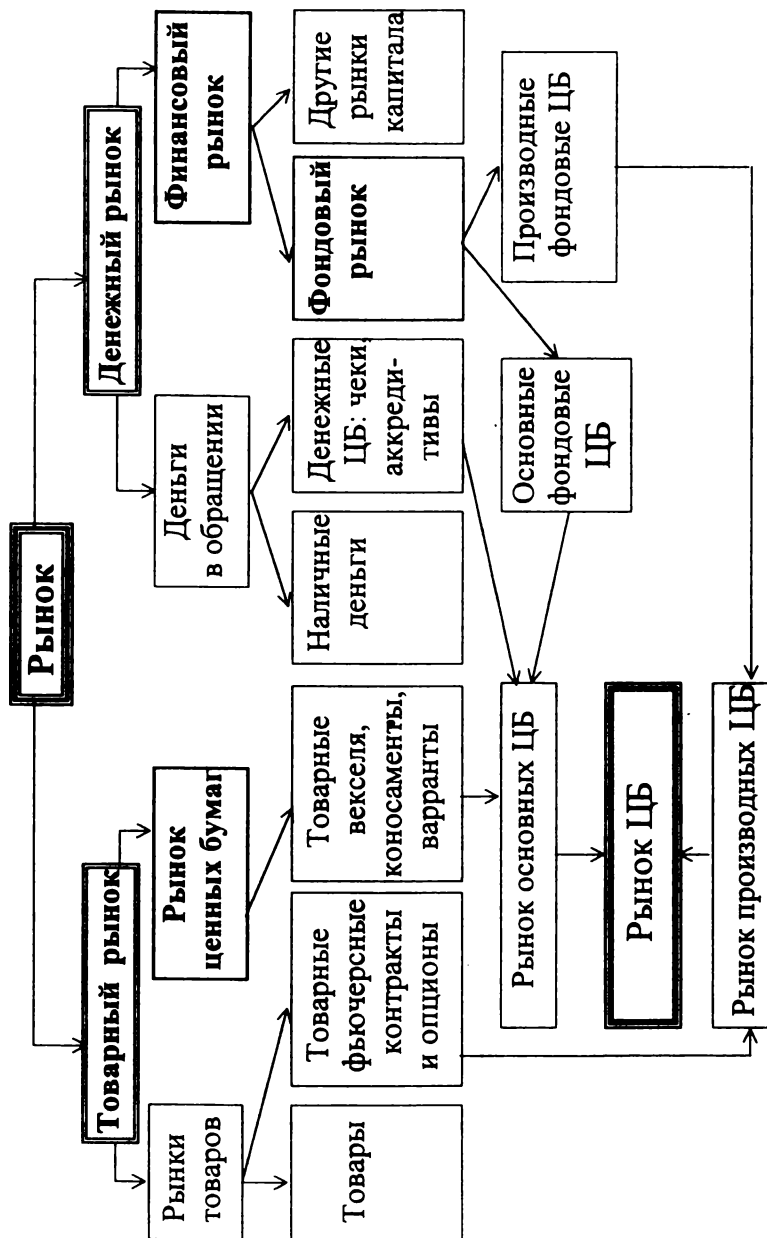 Рынок
Товарный рынок
Денежный рынок
Рынки
товаров
Рынок
ценных бумаг
Деньги
в обращении
Финансовый
рынок
Товары
Товарные
фьючерсные
контракты
и опционы
Товарные
векселя,
коносаменты,
варранты
Наличные
деньги
Денежные
ЦБ: чеки,
аккреди-
тивы
Фондовый
рынок
Другие
рынки
капитала
Рынок основных ЦБ
Основные
фондовые
ЦБ
Производные
фондовые ЦБ
Рынок ЦБ
Рынок производных ЦБ